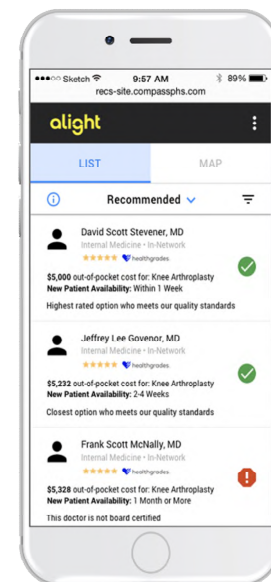 ●●●○○ Sketch 9:57 AM 89%
recs-site.compassphs.com
alight
LIST MAP
Recommended
David Scott Stevener, MD
Internal Medicine • In-Network
healthgrades
$5,000 out-of-pocket cost for: Knee Arthroplasty
New Patient Availability: Within 1 Week
Highest rated option who meets our quality standards
Jeffrey Lee Govenor, MD
Internal Medicine • In-Network
healthgrades
$5,232 out-of-pocket cost for: Knee Arthroplasty
New Patient Availability: 2-4 Weeks
Closest option who meets our quality standards
Frank Scott McNally, MD
Internal Medicine • In-Network
healthgrades
$5,328 out-of-pocket cost for: Knee Arthroplasty
New Patient Availability: 1 Month or More
This doctor is not board certified